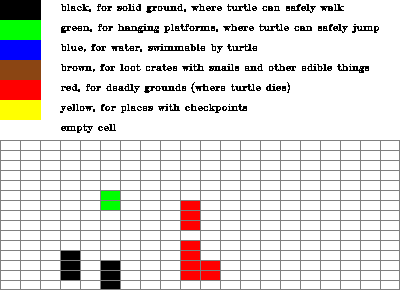 black, for solid ground, where turtle can safely walk
green, for hanging platforms, where turtle can safely jump
blue, for water, swimmable by turtle
brown, for loot crates with snails and other edible things
red, for deadly grounds (where turtle dies)
yellow, for places with checkpoints
empty cell